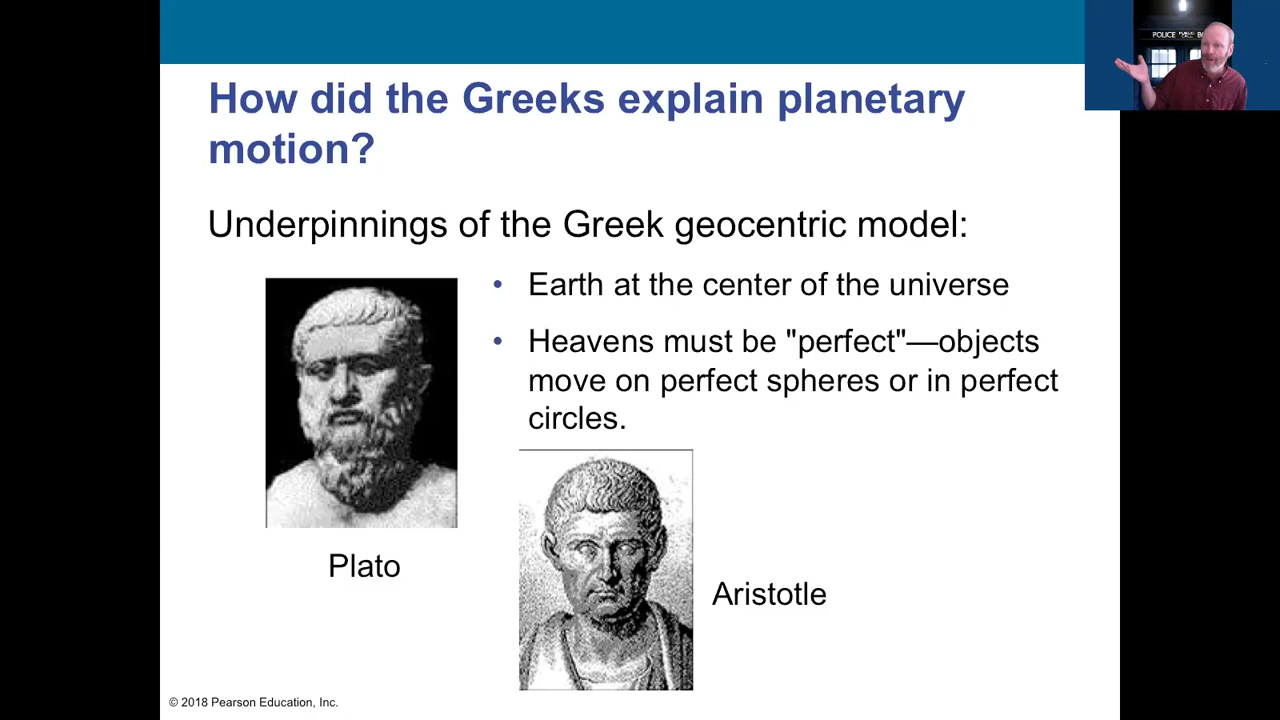 How did the Greeks explain planetary
motion?
Underpinnings of the Greek geocentric model:
• Earth at the center of the universe
• Heavens must be "perfect"—objects
move on perfect spheres or in perfect
circles.
Plato
Aristotle
© 2018 Pearson Education, Inc.
POLICE